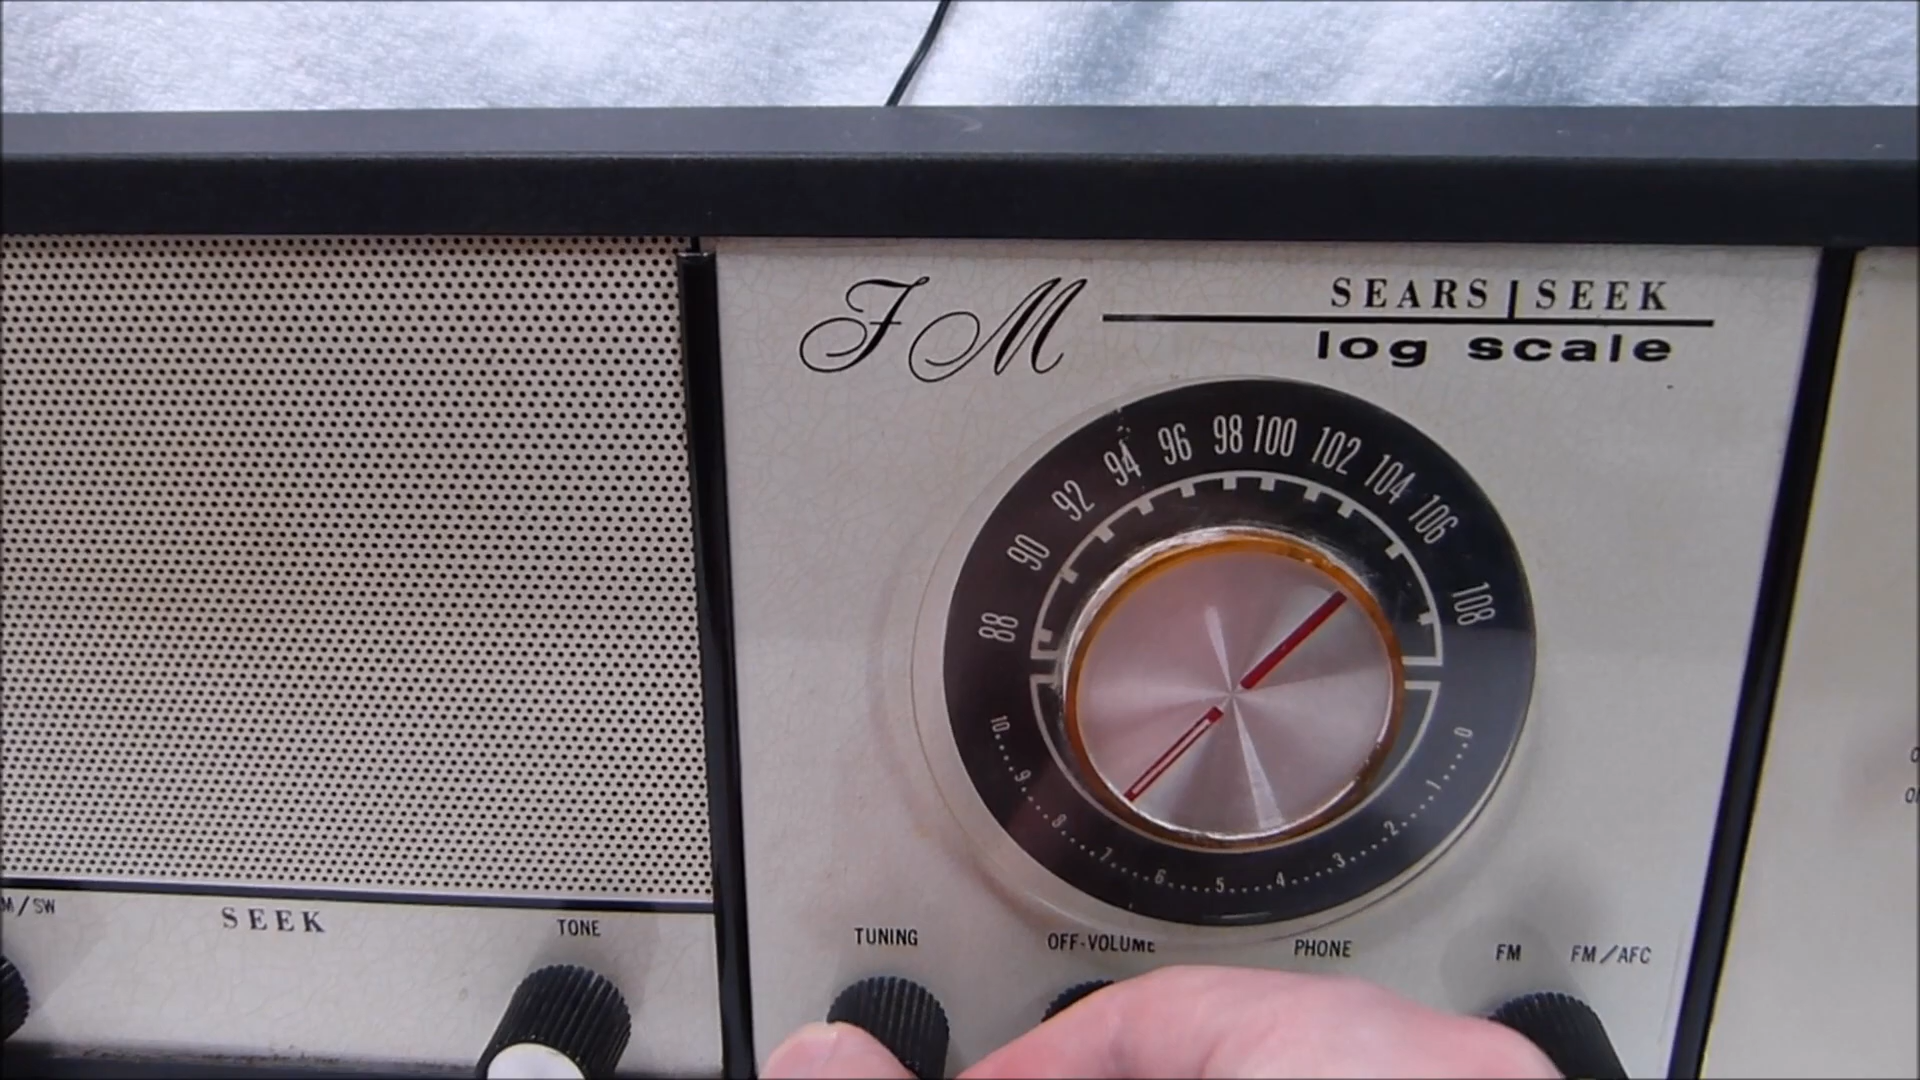 FM
SEARS | SEEK
log scale
88 90 92 94 96 98 100 102 104 106 108
10....9....8....7....6....5....4....3....2....1....0
M/SW
SEEK
TONE
TUNING
OFF-VOLUME
PHONE
FM
FM/AFC